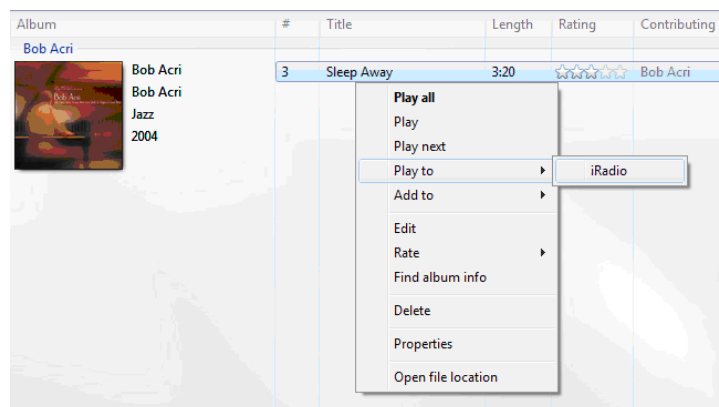 Album # Title Length Rating Contributing
Bob Acri
Bob Acri 3 Sleep Away 3:20 Bob Acri
Bob Acri
Jazz
2004
Bob Acri
Play all
Play
Play next
Play to iRadio
Add to
Edit
Rate
Find album info
Delete
Properties
Open file location